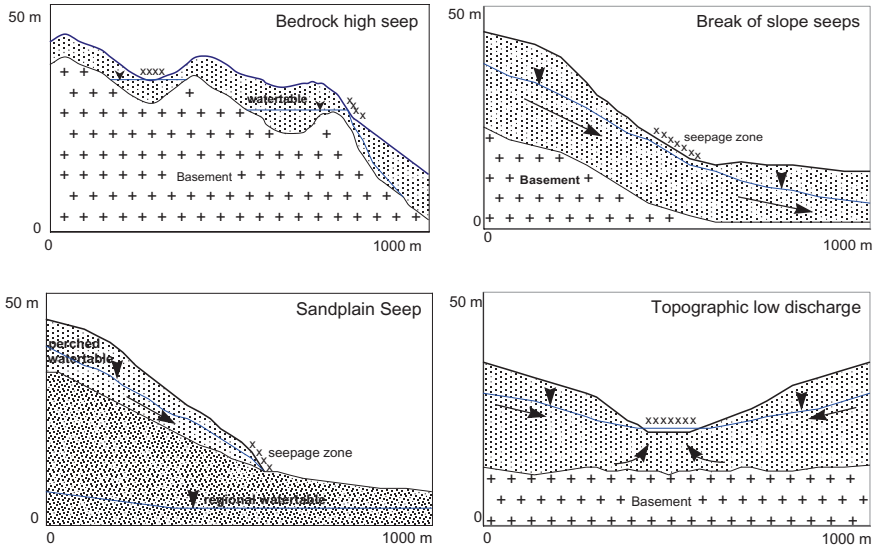 50 m
Bedrock high seep
xxxx
watertable
xxx
Basement
0
0
1000 m
50 m
Break of slope seeps
xxxxxx
seepage zone
Basement
0
0
1000 m
50 m
Sandplain Seep
perched
watertable
xxxx
seepage zone
regional watertable
0
0
1000 m
50 m
Topographic low discharge
xxxxxxx
Basement
0
0
1000 m